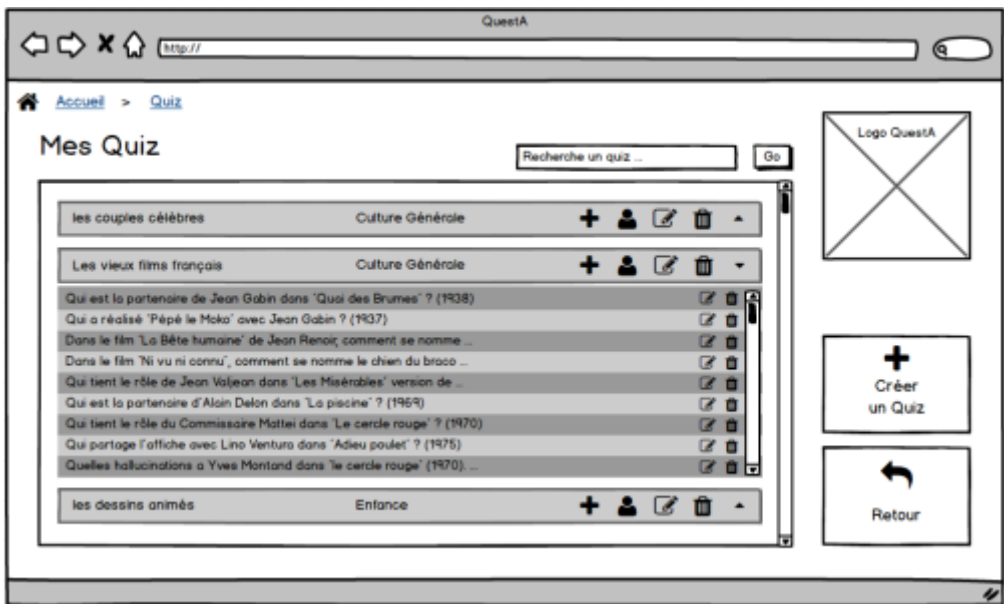 QuestA
http://
Accueil > Quiz
Mes Quiz
Recherche un quiz ...
Go
Logo QuestA
les couples célèbres Culture Générale
Les vieux films français Culture Générale
Qui est la partenaire de Jean Gabin dans "Quai des Brumes" ? (1938)
Qui a réalisé "Pépé le Moko" avec Jean Gabin ? (1937)
Dans le film "La Bête humaine" de Jean Renoir, comment se nomme ...
Dans le film "Ni vu ni connu", comment se nomme le chien du braco ...
Qui tient le rôle de Jean Valjean dans "Les Misérables" version de ...
Qui est la partenaire d'Alain Delon dans "La piscine" ? (1969)
Qui tient le rôle du Commissaire Mattei dans "Le cercle rouge" ? (1970)
Qui partage l'affiche avec Lino Ventura dans "Adieu poulet" ? (1975)
Quelles hallucinations a Yves Montand dans "le cercle rouge" (1970). ...
les dessins animés Enfance
Créer
un Quiz
Retour